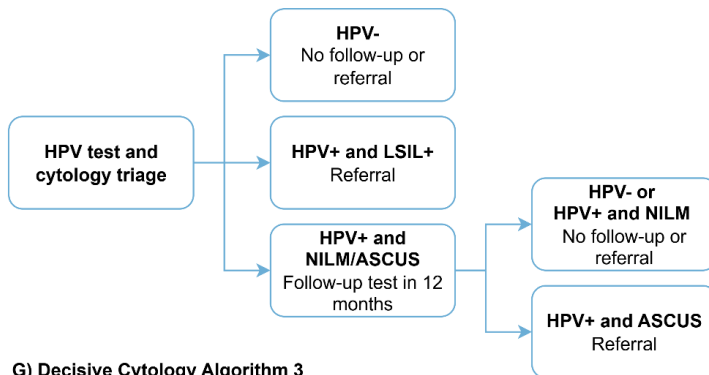 HPV-
No follow-up or
referral
HPV test and
cytology triage
HPV+ and LSIL+
Referral
HPV+ and
NILM/ASCUS
Follow-up test in 12
months
HPV- or
HPV+ and NILM
No follow-up or
referral
HPV+ and ASCUS
Referral
G) Decisive Cytology Algorithm 3